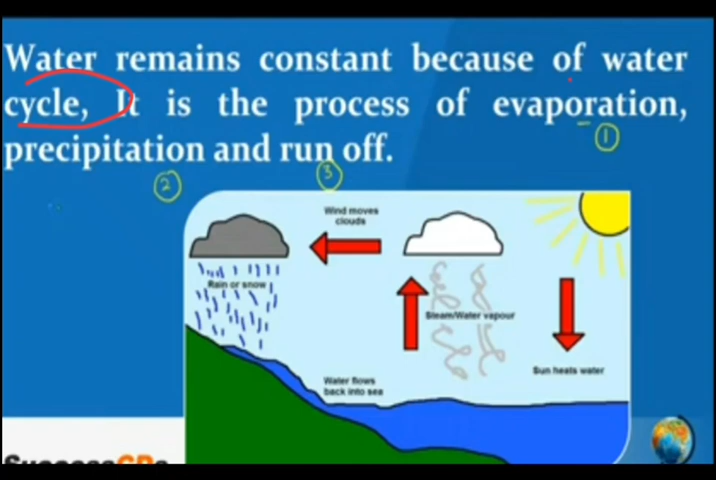 Water remains constant because of water
cycle, It is the process of evaporation,
precipitation and run off.
1
2
3
Wind moves
clouds
Rain or snow
Steam/Water vapour
Sun heats water
Water flows
back into sea